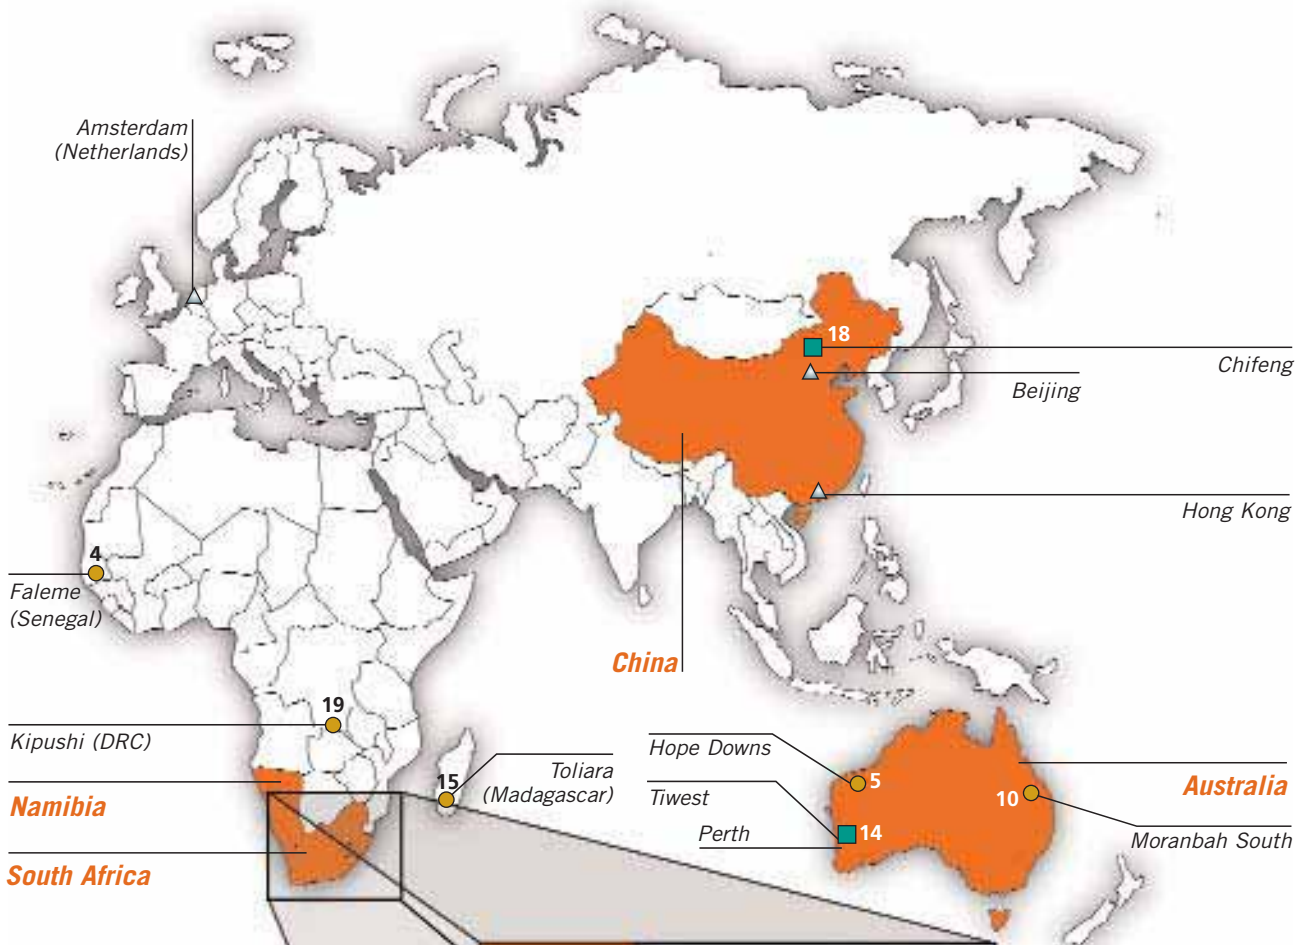 Amsterdam
(Netherlands)
18
Chifeng
Beijing
Hong Kong
4
Faleme
(Senegal)
China
19
Kipushi (DRC)
Hope Downs
15
Toliara
(Madagascar)
5
Namibia
Tiwest
10
Australia
Perth
14
Moranbah South
South Africa